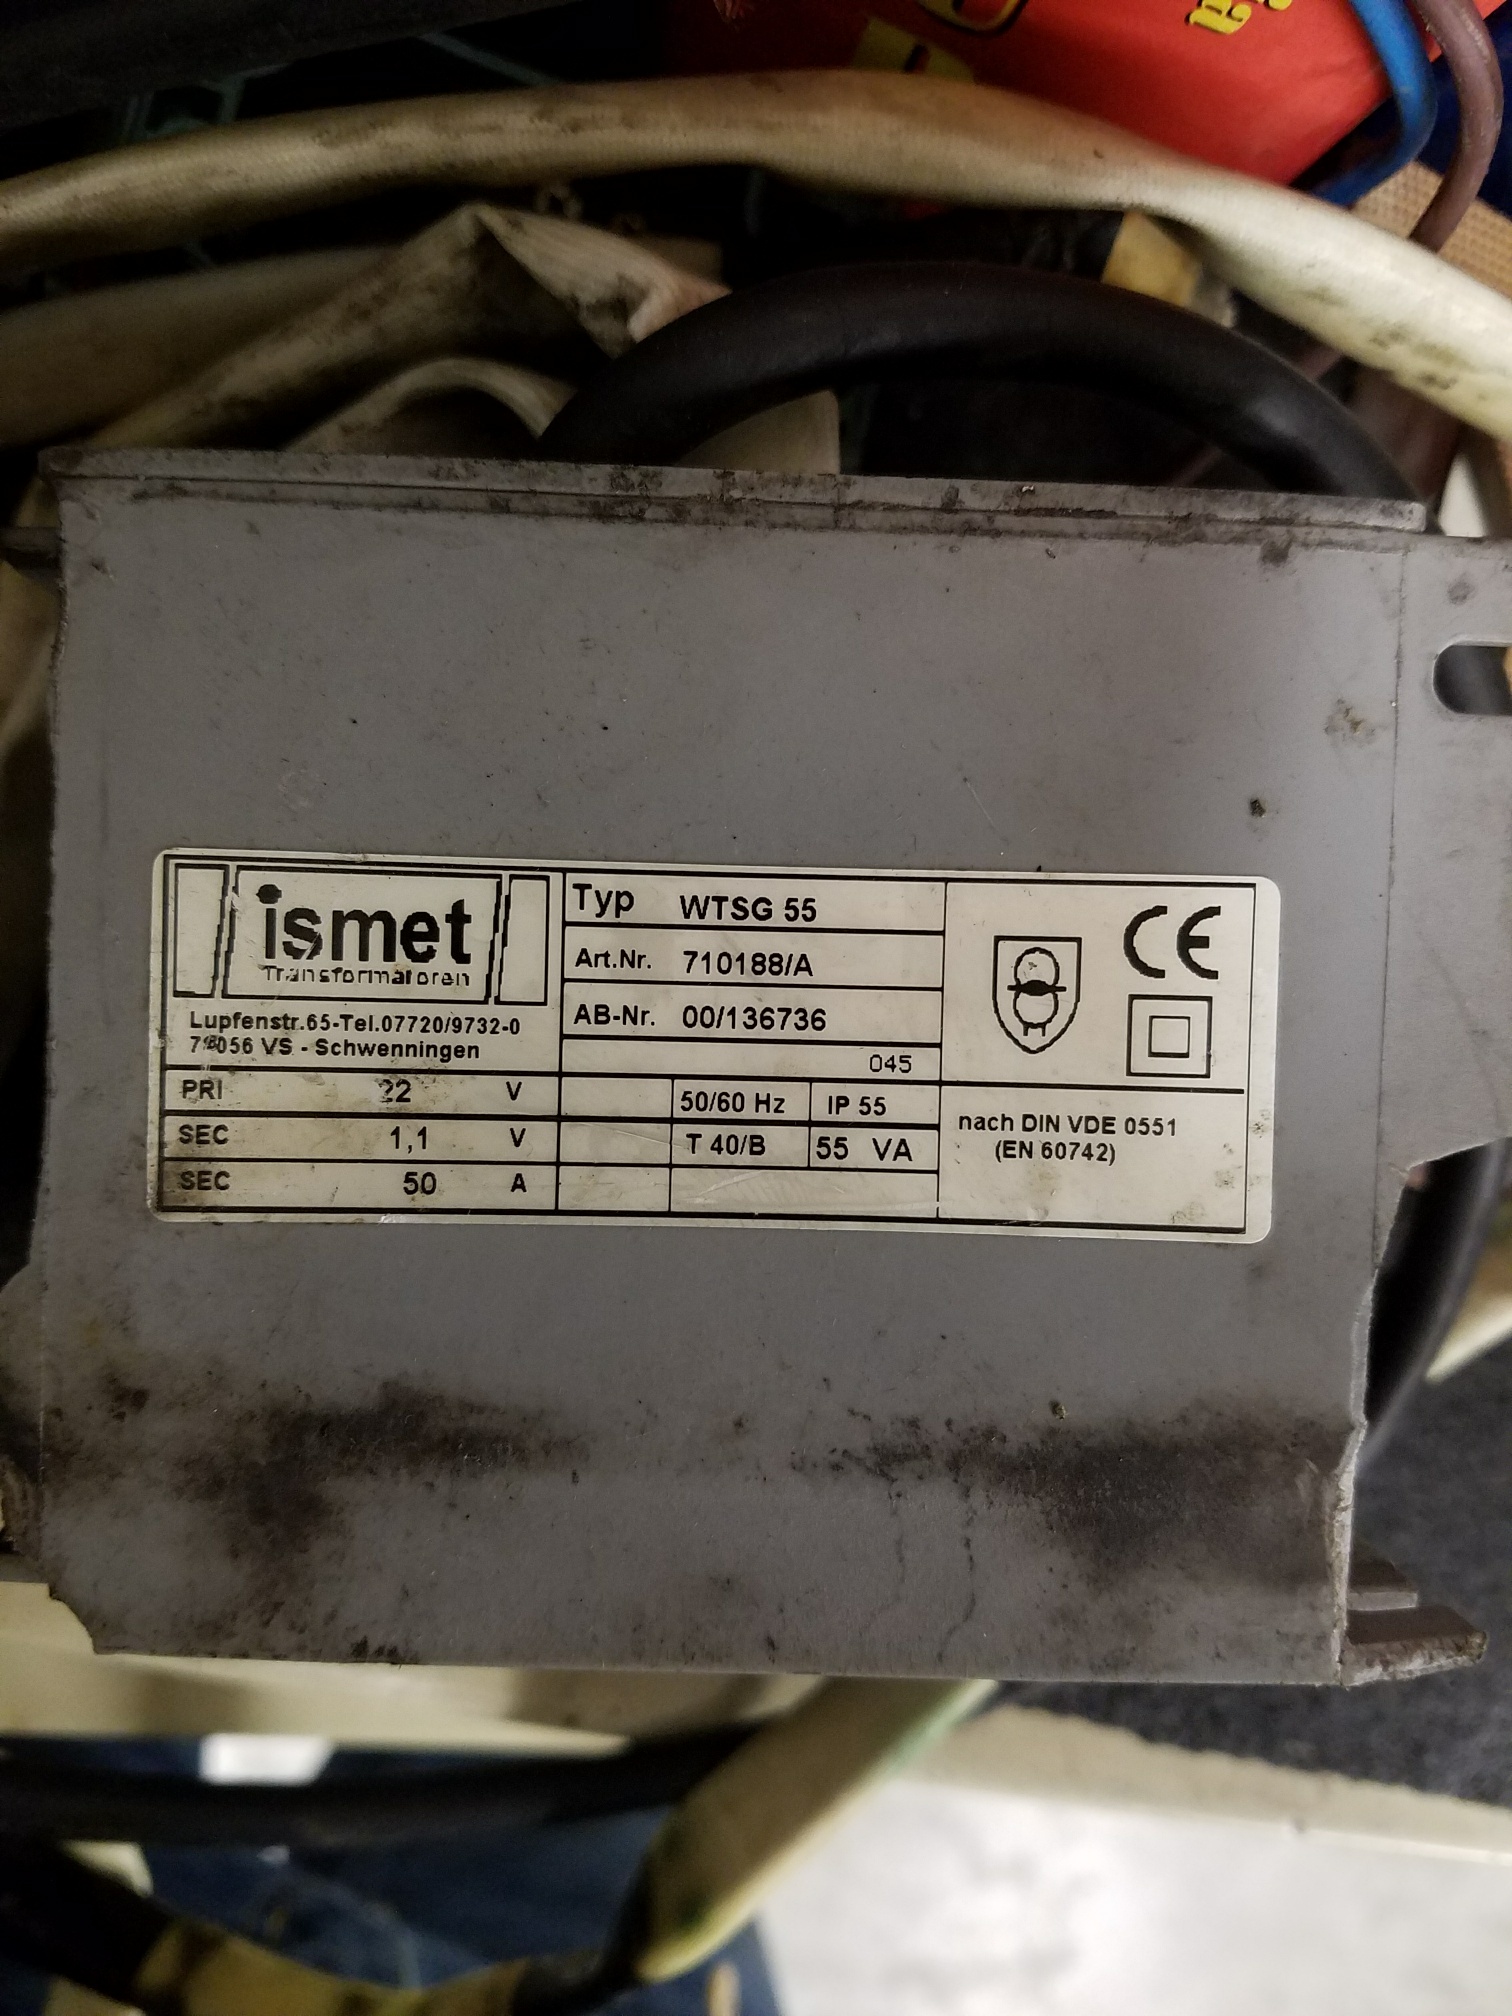 ia
ismet
Transformatoren
Lupfenstr.65-Tel.07720/9732-0
VS - Schwenningen
Typ WTSG 55
Art.Nr. 710188/A
AB-Nr. 00/136736
045
CE
PRI 22 V
SEC 1,1 V
SEC 50 A
50/60 Hz IP 55
T 40/B 55 VA
nach DIN VDE 0551
(EN 60742)